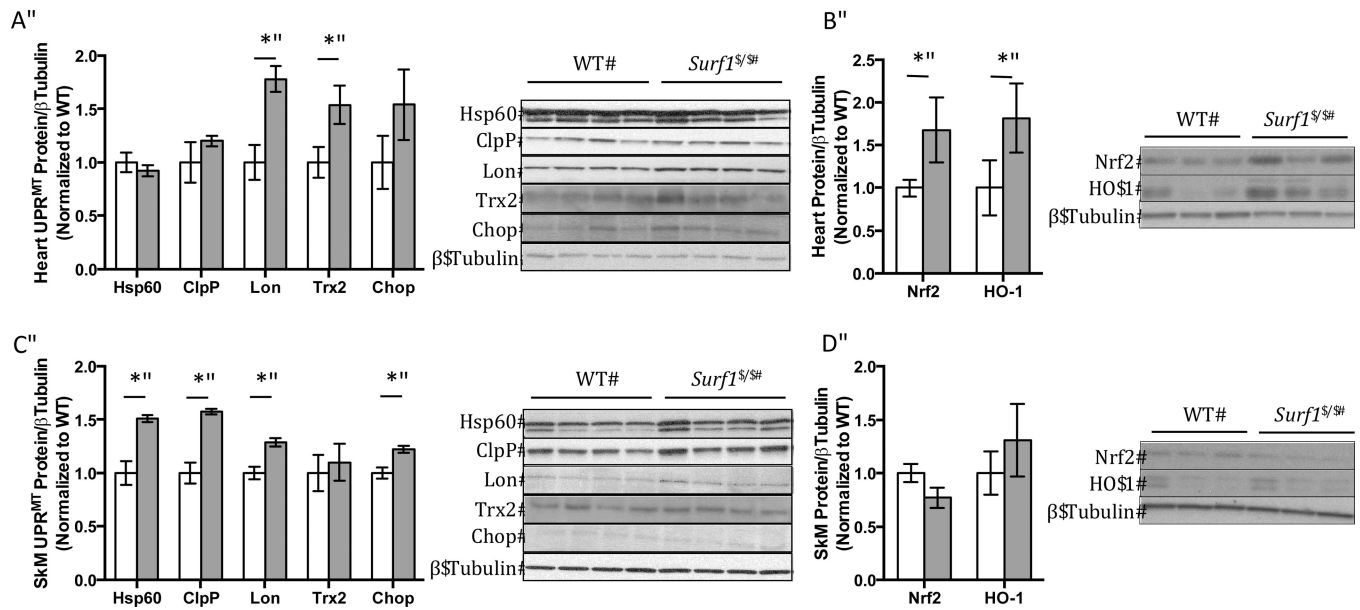 A"
Heart UPRᴹᵀ Protein/βTubulin
(Normalized to WT)
2.0
1.5
1.0
0.5
0.0
*" *"
Hsp60 ClpP Lon Trx2 Chop
WT# Surf1$/$#
Hsp60#
ClpP#
Lon#
Trx2#
Chop#
β$Tubulin#
B"
Heart Protein/βTubulin
(Normalized to WT)
2.5
2.0
1.5
1.0
0.5
0.0
*" *"
Nrf2 HO-1
WT# Surf1$/$#
Nrf2#
HO$1#
β$Tubulin#
C"
SkM UPRᴹᵀ Protein/βTubulin
(Normalized to WT)
2.0
1.5
1.0
0.5
0.0
*" *" *" *"
Hsp60 ClpP Lon Trx2 Chop
WT# Surf1$/$#
Hsp60#
ClpP#
Lon#
Trx2#
Chop#
β$Tubulin#
D"
SkM Protein/βTubulin
(Normalized to WT)
2.0
1.5
1.0
0.5
0.0
Nrf2 HO-1
WT# Surf1$/$#
Nrf2#
HO$1#
β$Tubulin#